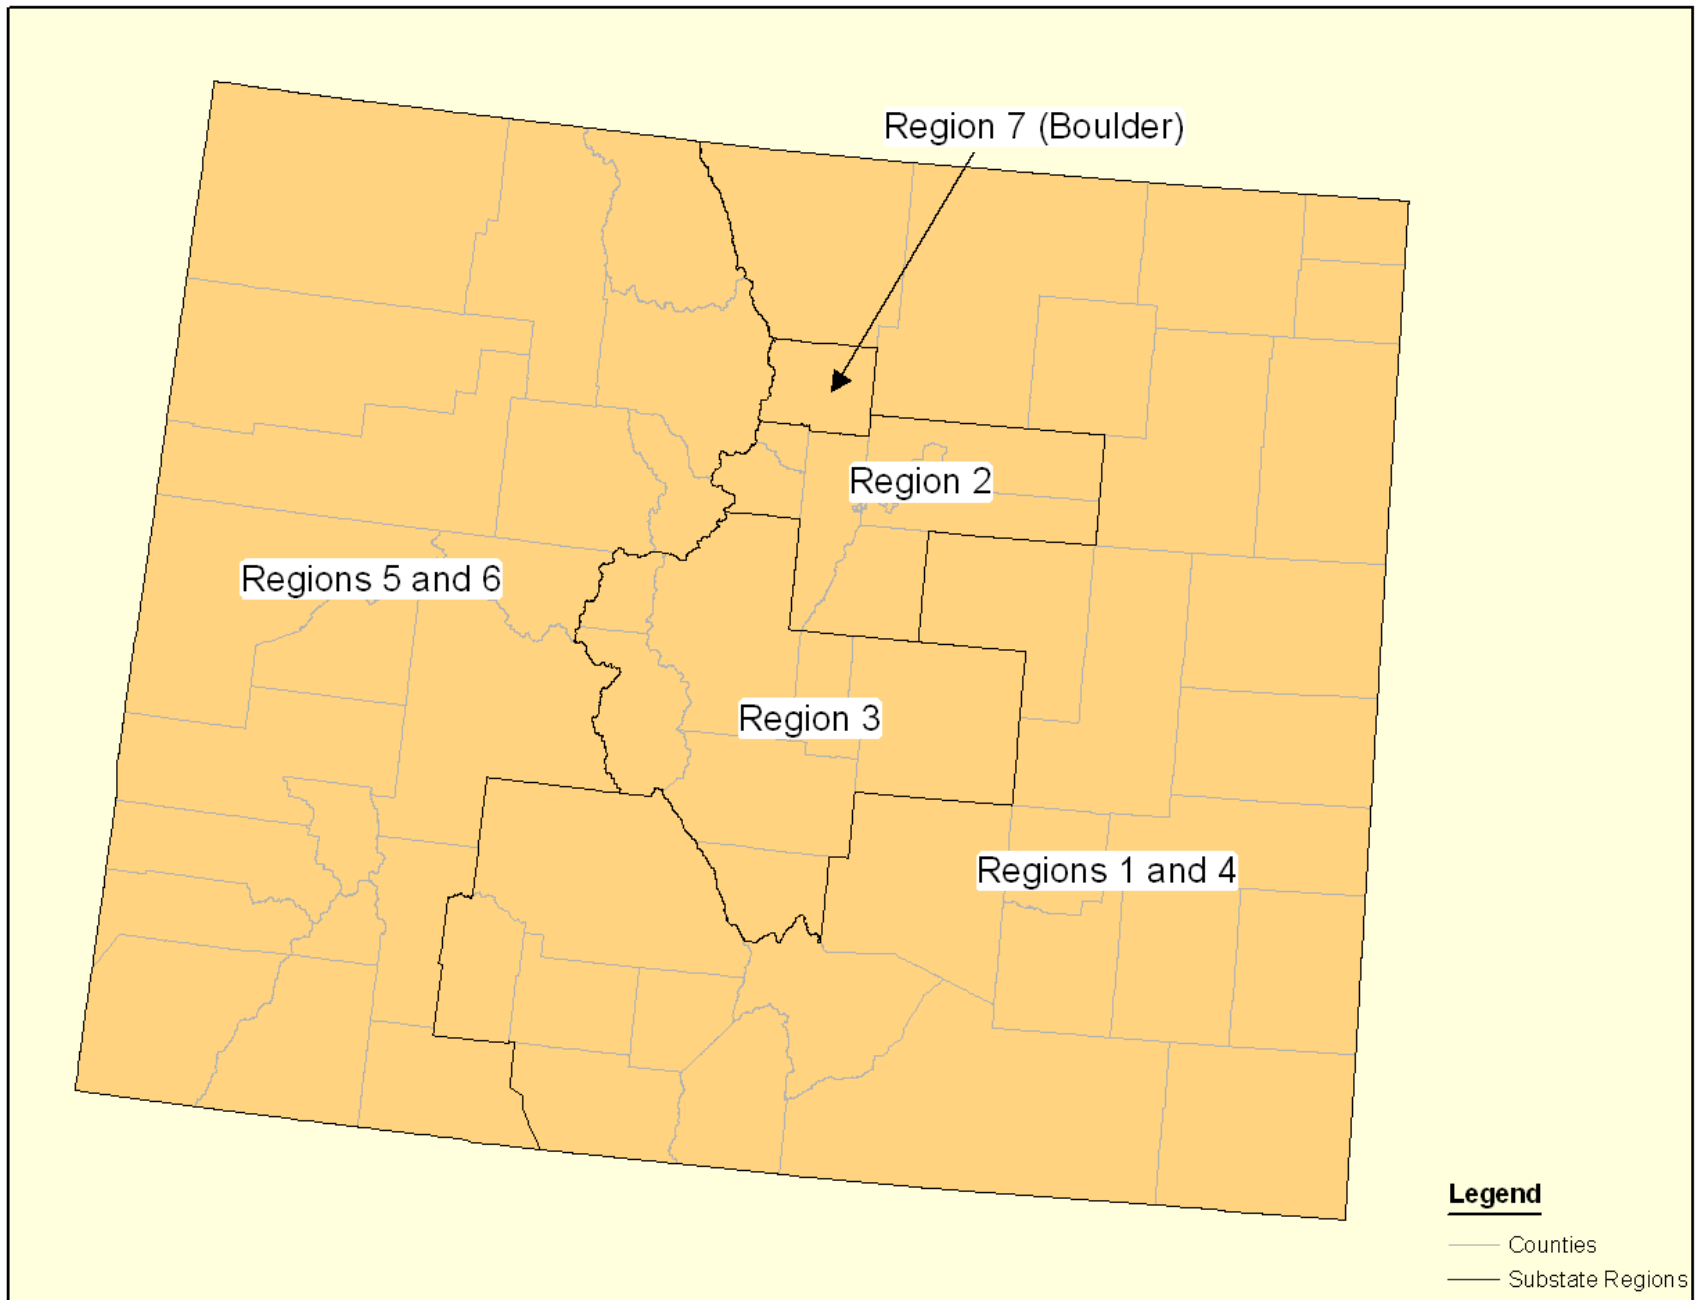 Region 7 (Boulder)
Region 2
Regions 5 and 6
Region 3
Regions 1 and 4
Legend
Counties
Substate Regions